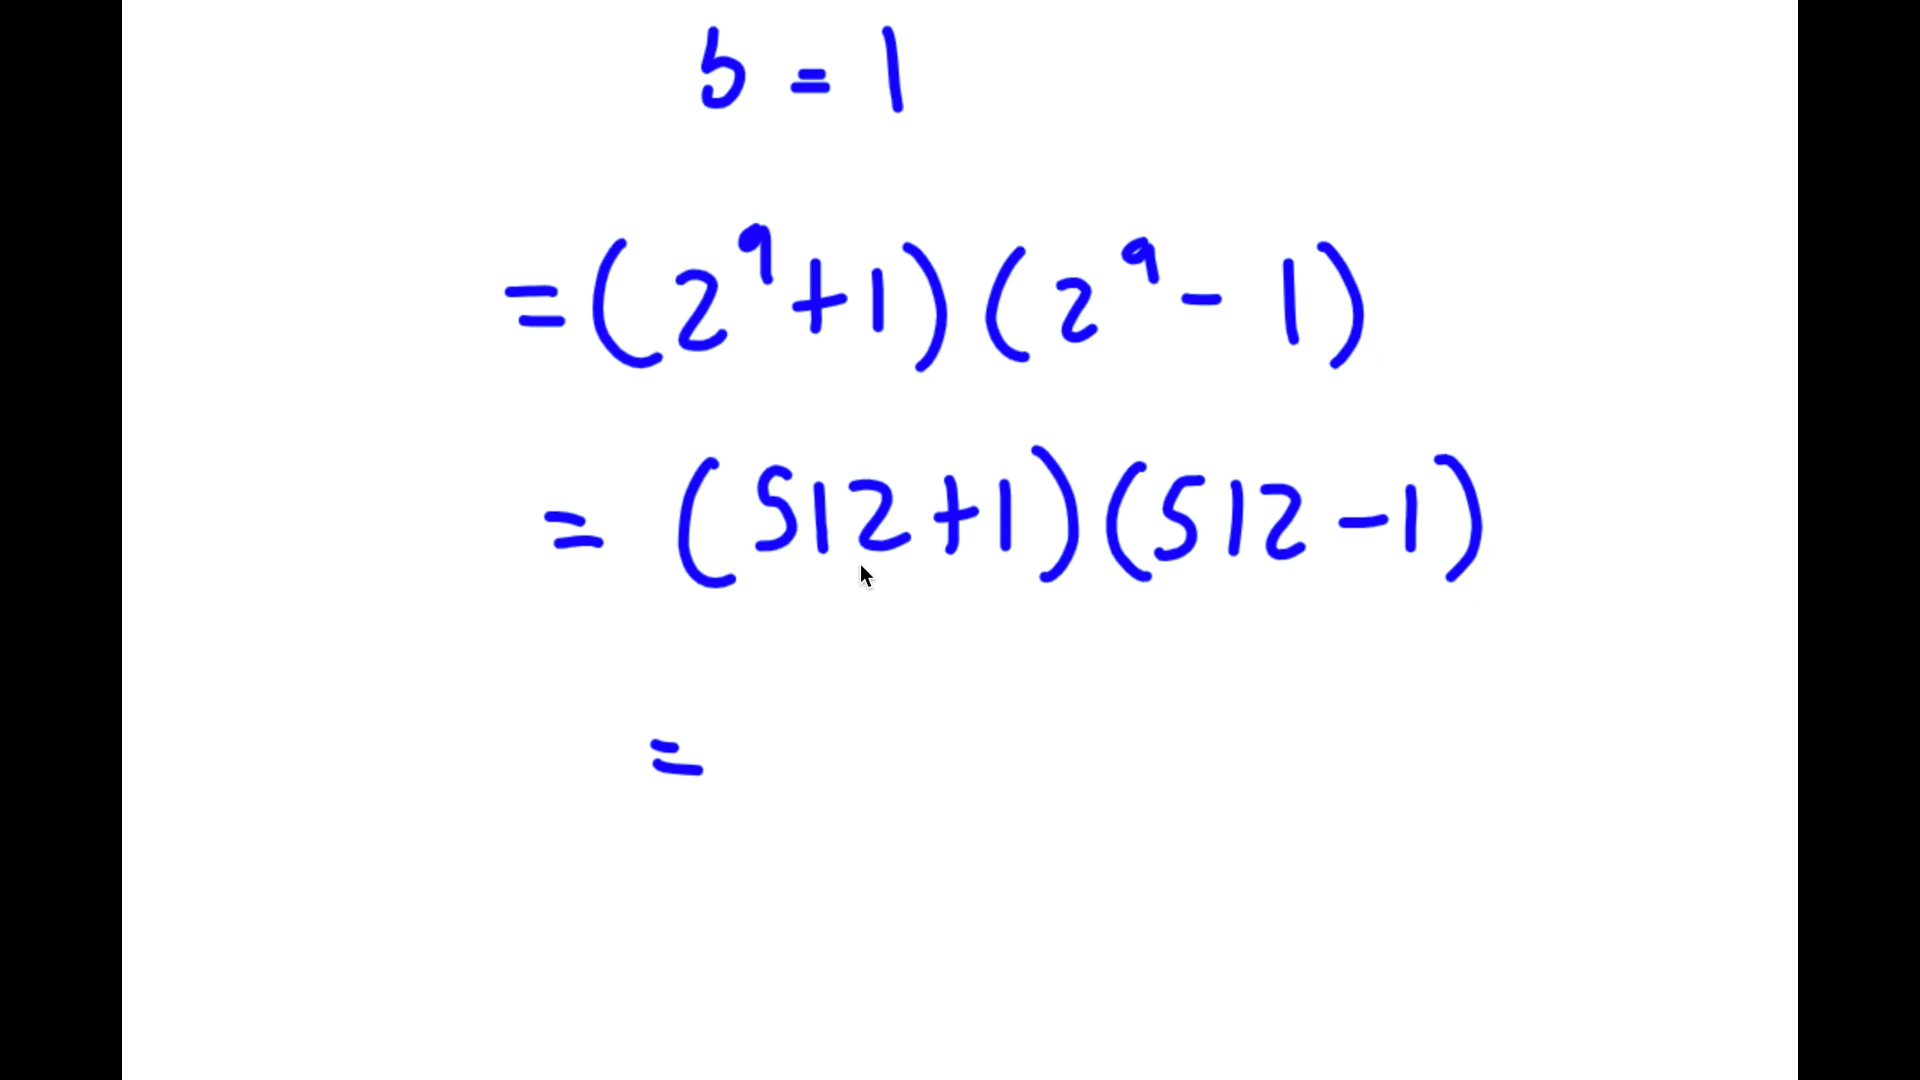 b = 1
= (2⁹ + 1) (2⁹ - 1)
= (512 + 1) (512 - 1)
=